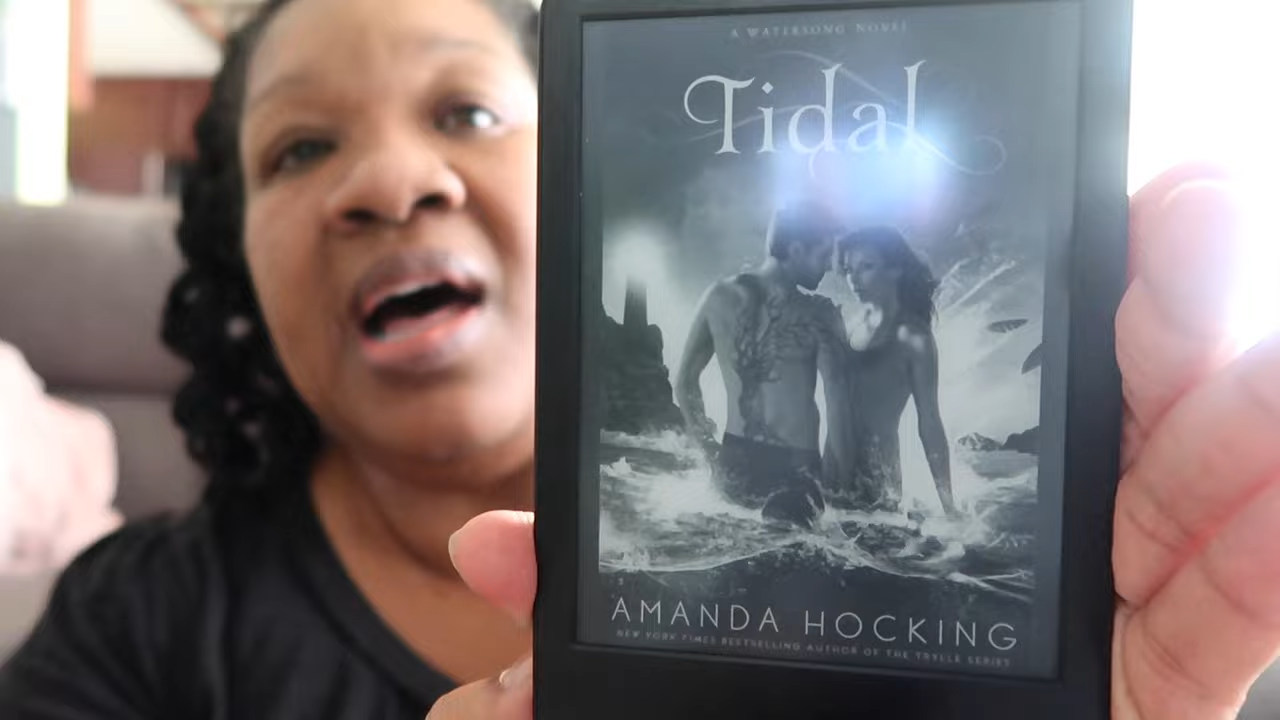 A WATERSONG NOVEL
Tidal
AMANDA HOCKING
NEW YORK TIMES BESTSELLING AUTHOR OF THE TRYLLE SERIES